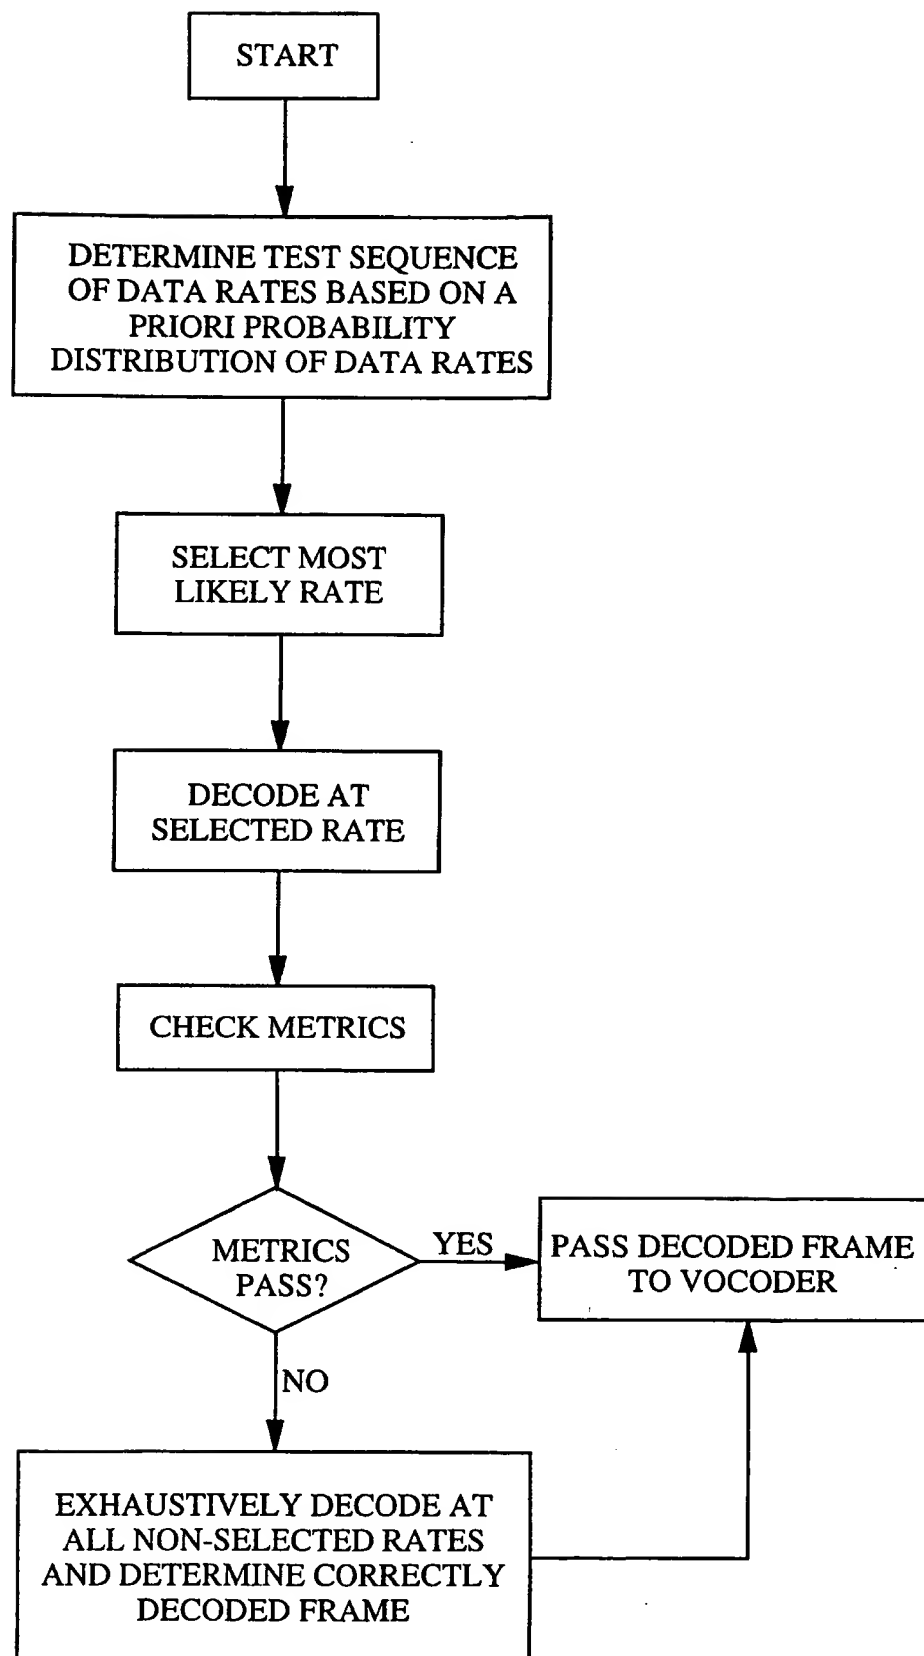 START
DETERMINE TEST SEQUENCE
OF DATA RATES BASED ON A
PRIORI PROBABILITY
DISTRIBUTION OF DATA RATES
SELECT MOST
LIKELY RATE
DECODE AT
SELECTED RATE
CHECK METRICS
METRICS
PASS?
YES
PASS DECODED FRAME
TO VOCODER
NO
EXHAUSTIVELY DECODE AT
ALL NON-SELECTED RATES
AND DETERMINE CORRECTLY
DECODED FRAME